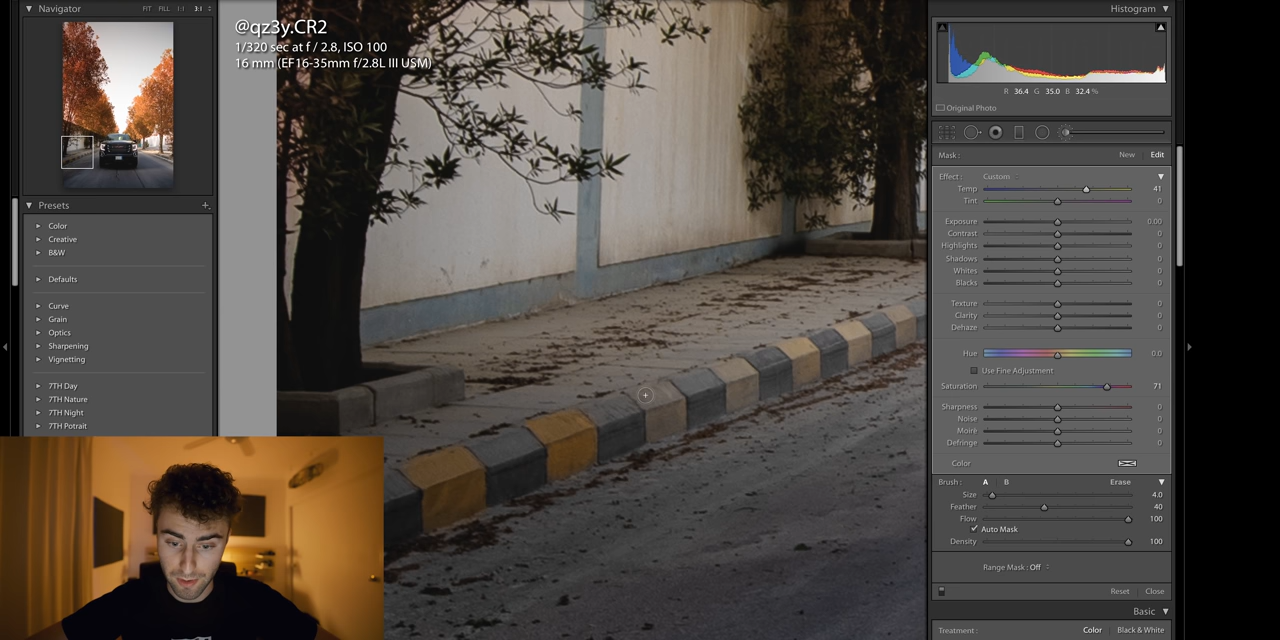 Navigator
FIT FILL 1:1 3:1
@qz3y.CR2
1/320 sec at f / 2.8, ISO 100
16 mm (EF16-35mm f/2.8L III USM)
Presets
Color
Creative
B&W
Defaults
Curve
Grain
Optics
Sharpening
Vignetting
7TH Day
7TH Nature
7TH Night
7TH Potrait
Histogram
R 36.4 G 35.0 B 32.4 %
Original Photo
Mask : New Edit
Effect : Custom
Temp 41
Tint 0
Exposure 0.00
Contrast 0
Highlights 0
Shadows 0
Whites 0
Blacks 0
Texture 0
Clarity 0
Dehaze 0
Hue 0.0
Use Fine Adjustment
Saturation 71
Sharpness 0
Noise 0
Moiré 0
Defringe 0
Color
Brush : A B Erase
Size 4.0
Feather 40
Flow 100
Auto Mask
Density 100
Range Mask : Off
Reset Close
Basic
Treatment : Color Black & White